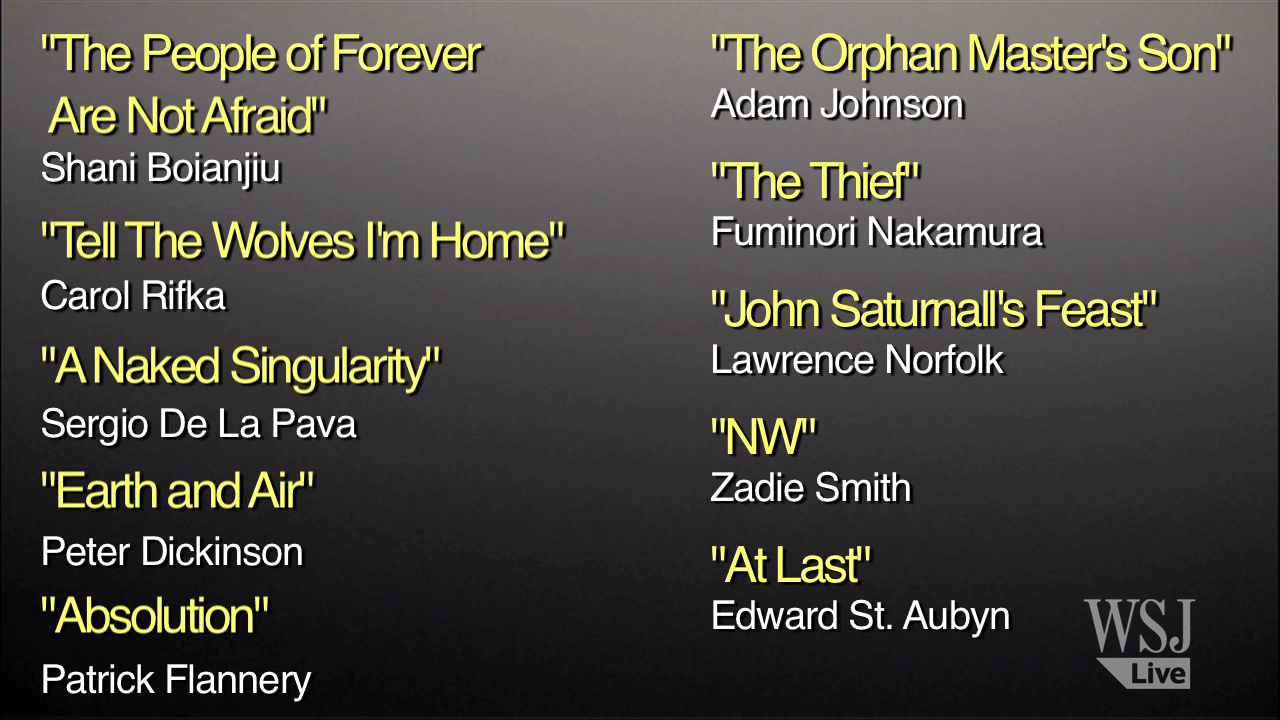 "The People of Forever
Are Not Afraid"
Shani Boianjiu
"Tell The Wolves I'm Home"
Carol Rifka
"A Naked Singularity"
Sergio De La Pava
"Earth and Air"
Peter Dickinson
"Absolution"
Patrick Flannery
"The Orphan Master's Son"
Adam Johnson
"The Thief"
Fuminori Nakamura
"John Saturnall's Feast"
Lawrence Norfolk
"NW"
Zadie Smith
"At Last"
Edward St. Aubyn
WSJ
Live